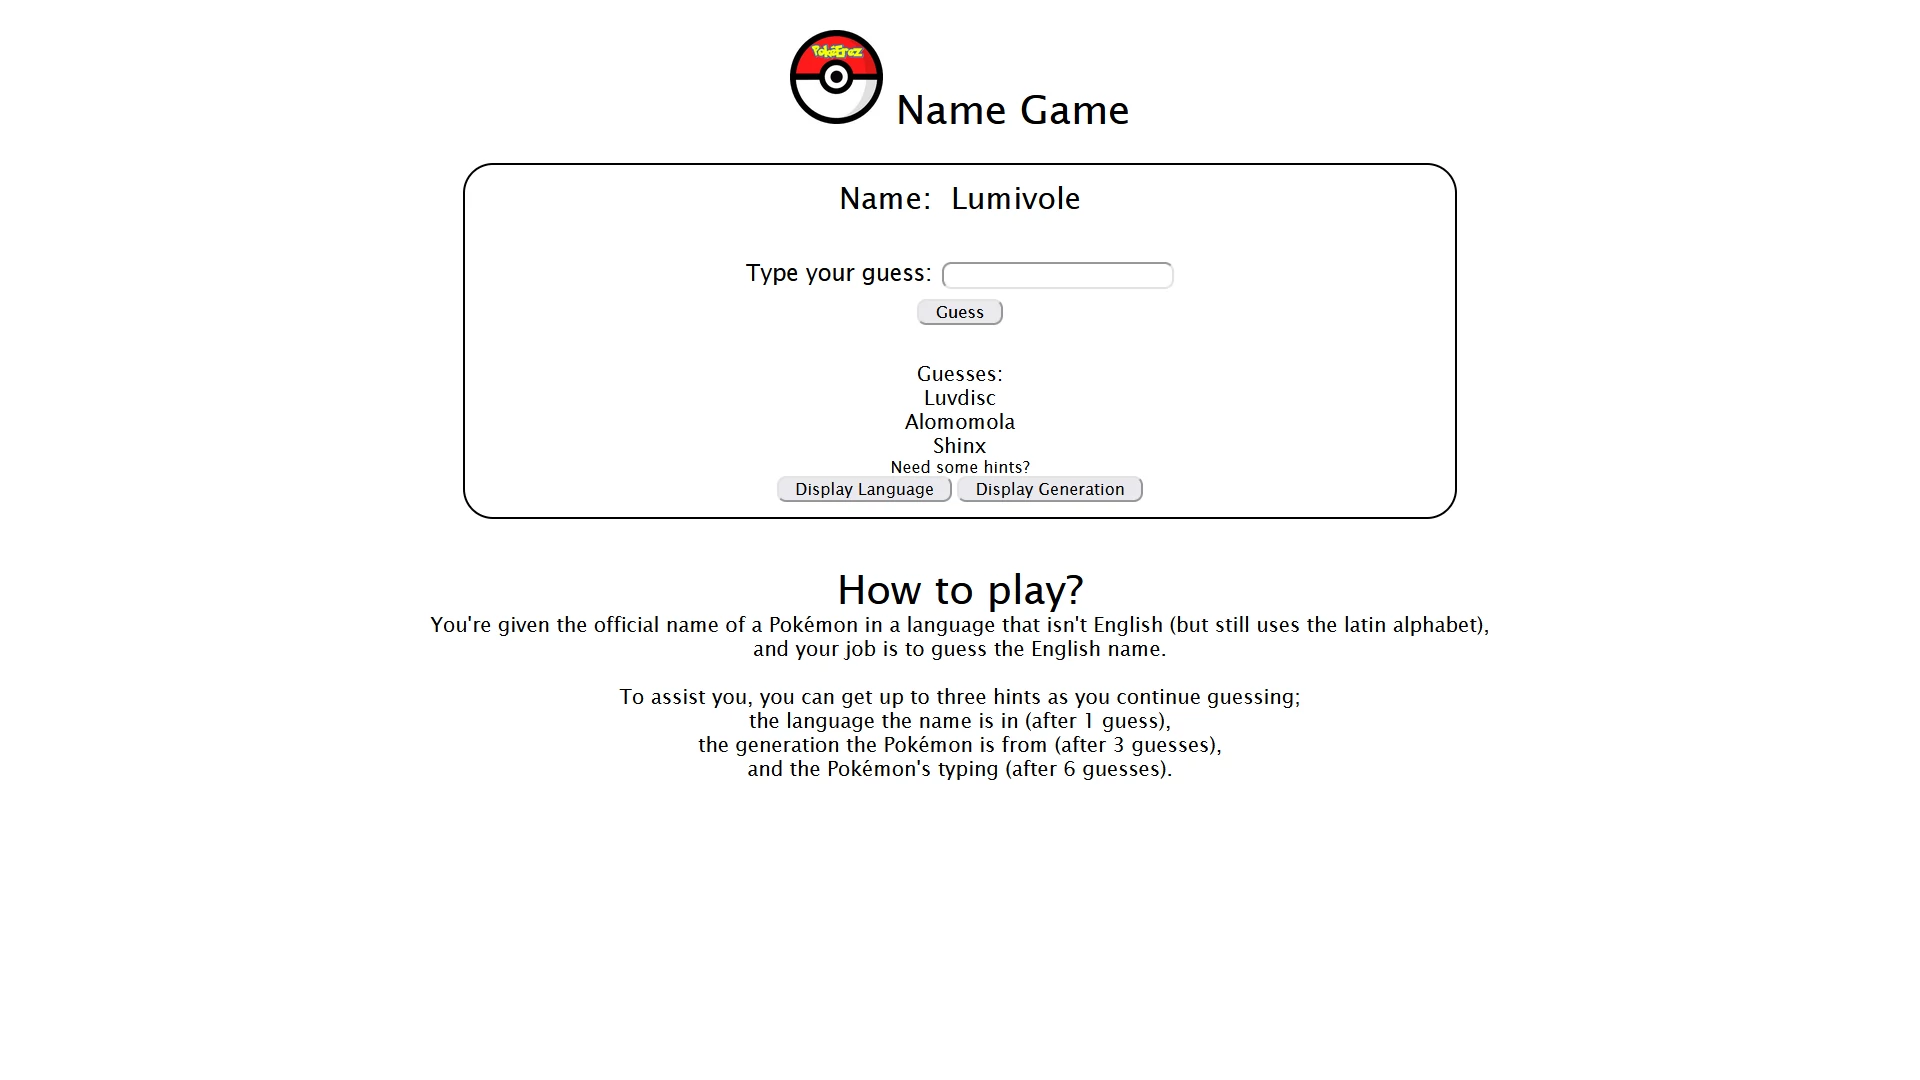 PokéErez
Name Game
Name: Lumivole
Type your guess:
Guess
Guesses:
Luvdisc
Alomomola
Shinx
Need some hints?
Display Language Display Generation
How to play?
You're given the official name of a Pokémon in a language that isn't English (but still uses the latin alphabet),
and your job is to guess the English name.
To assist you, you can get up to three hints as you continue guessing;
the language the name is in (after 1 guess),
the generation the Pokémon is from (after 3 guesses),
and the Pokémon's typing (after 6 guesses).